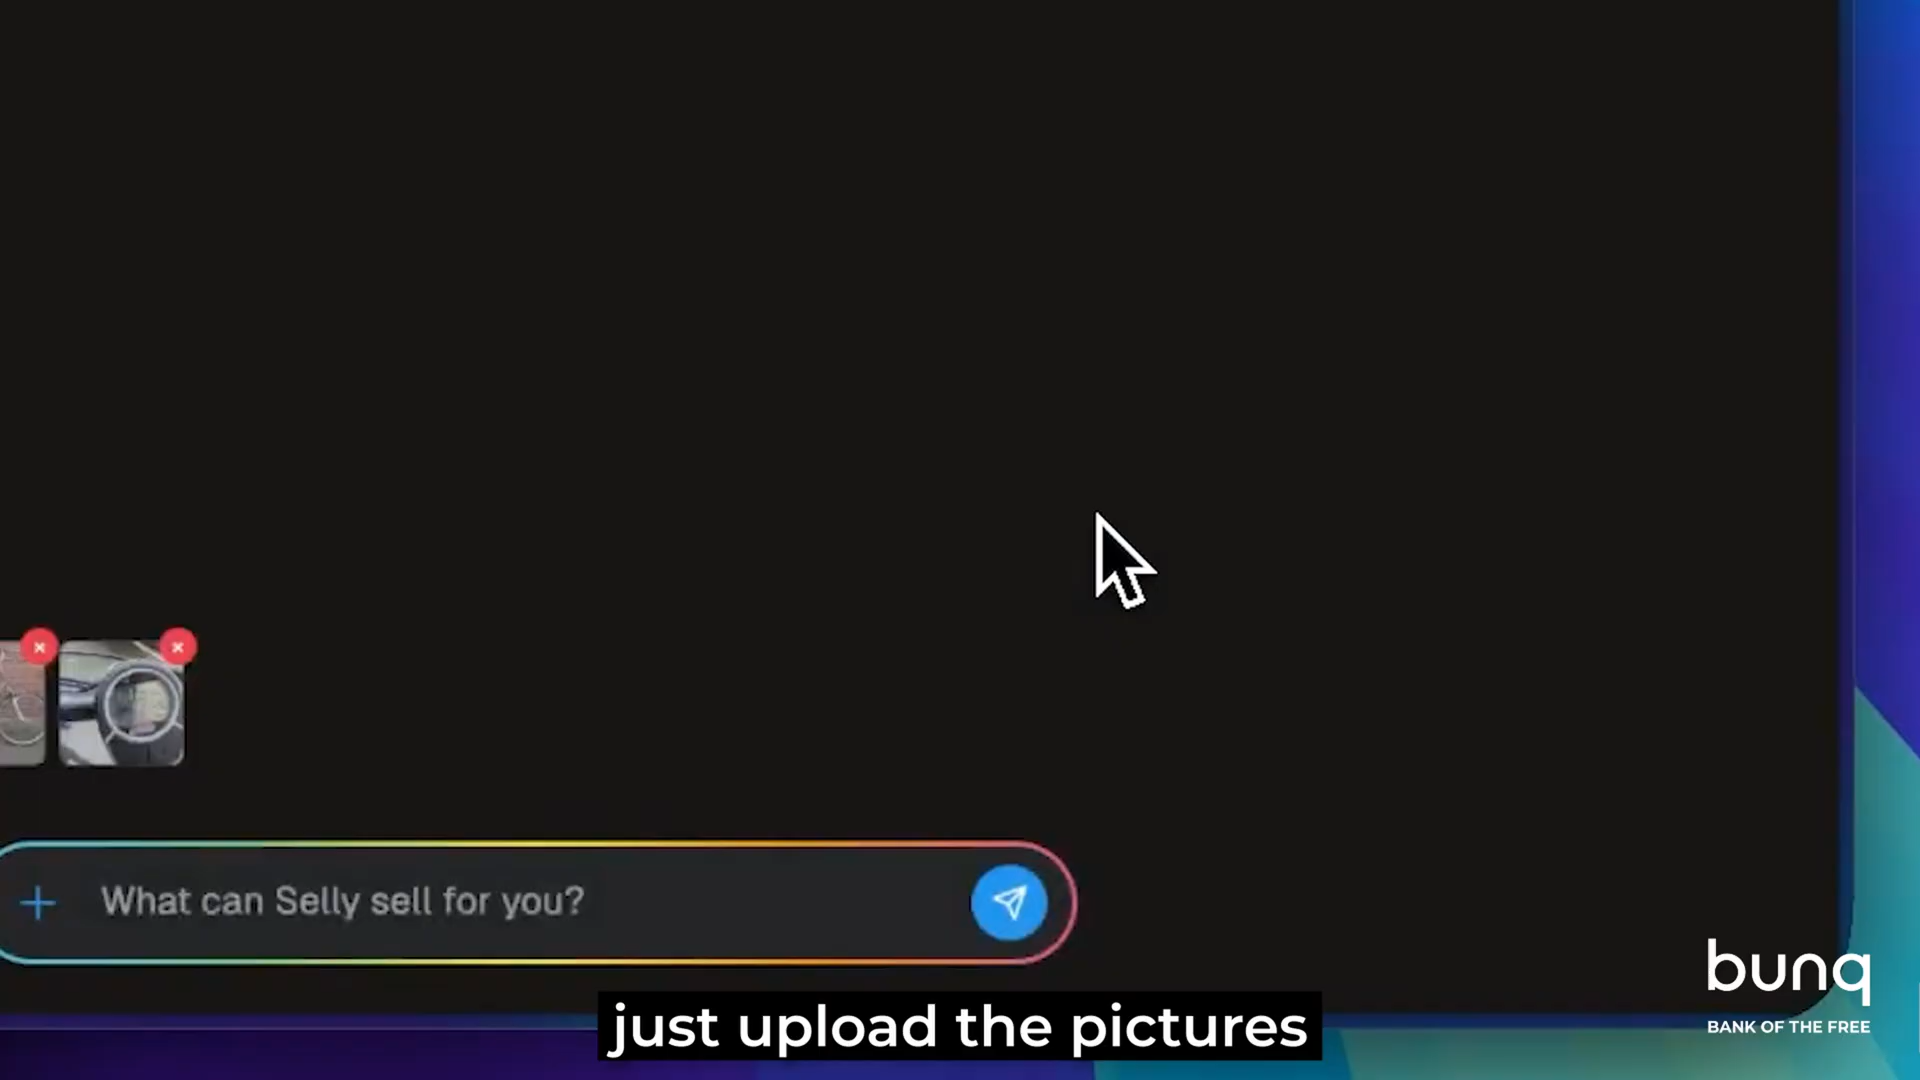 What can Selly sell for you?
bunq
BANK OF THE FREE
just upload the pictures